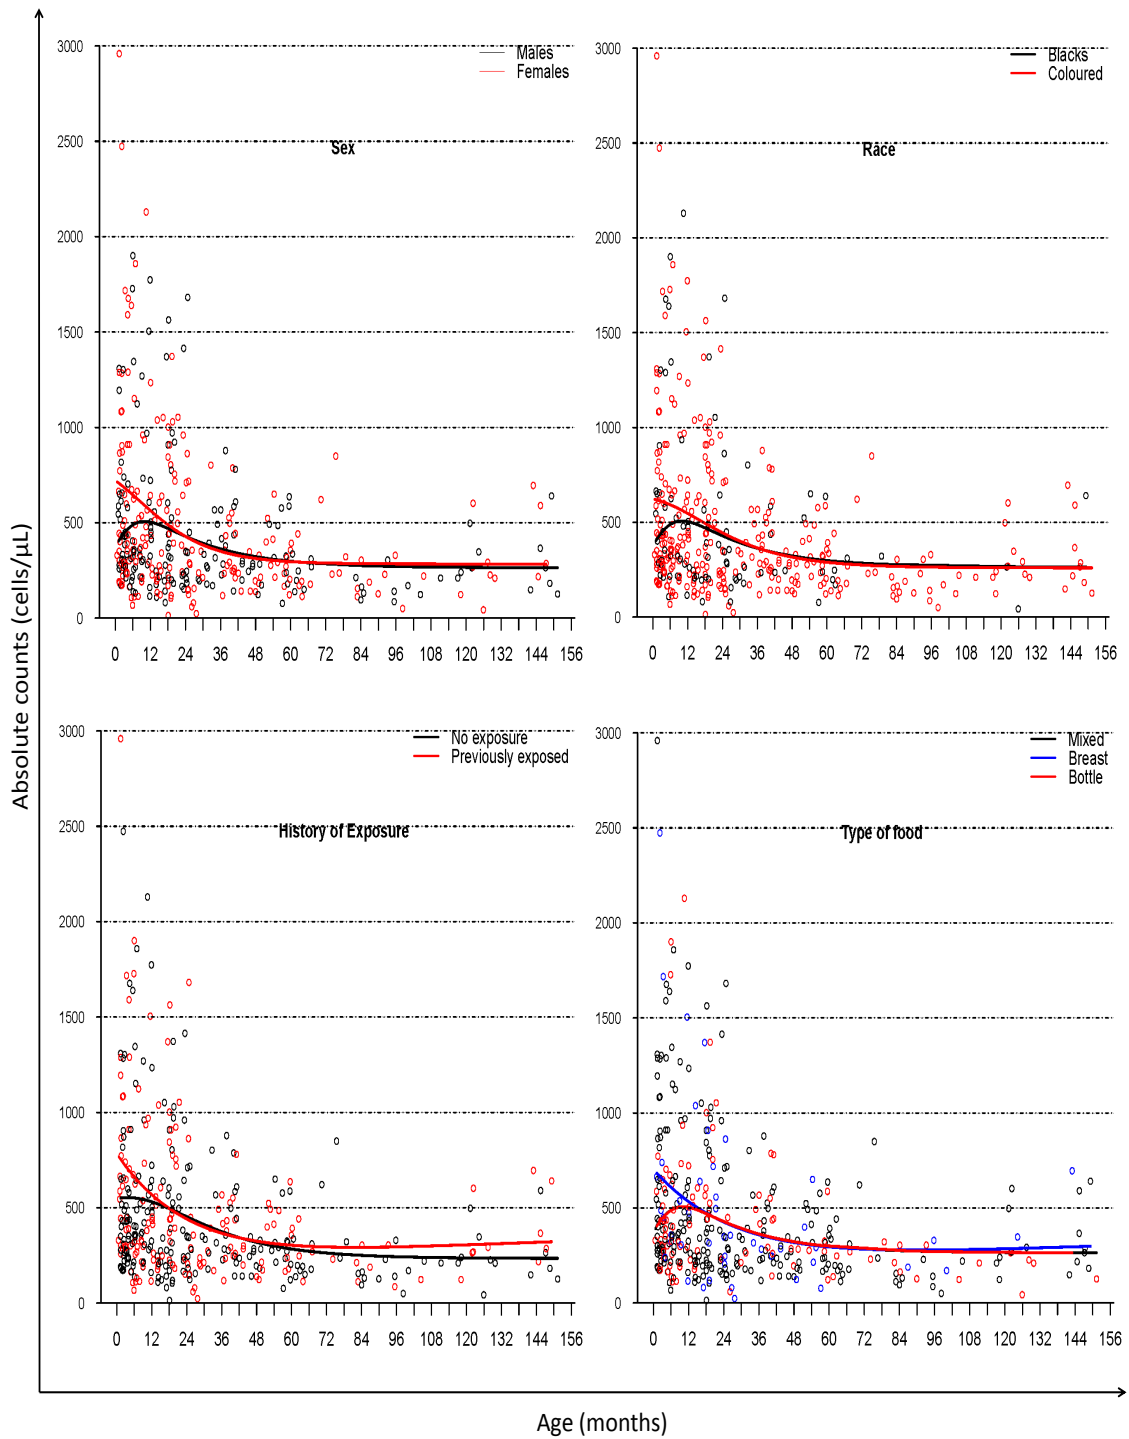 3000
2500
2000
1500
1000
500
0
Males
Females
Sex
0 12 24 36 48 60 72 84 96 108 120 132 144 156
3000
2500
2000
1500
1000
500
0
Blacks
Coloured
Race
0 12 24 36 48 60 72 84 96 108 120 132 144 156
Absolute counts (cells/µL)
3000
2500
2000
1500
1000
500
0
No exposure
Previously exposed
History of Exposure
0 12 24 36 48 60 72 84 96 108 120 132 144 156
3000
2500
2000
1500
1000
500
0
Mixed
Breast
Bottle
Type of food
0 12 24 36 48 60 72 84 96 108 120 132 144 156
Age (months)